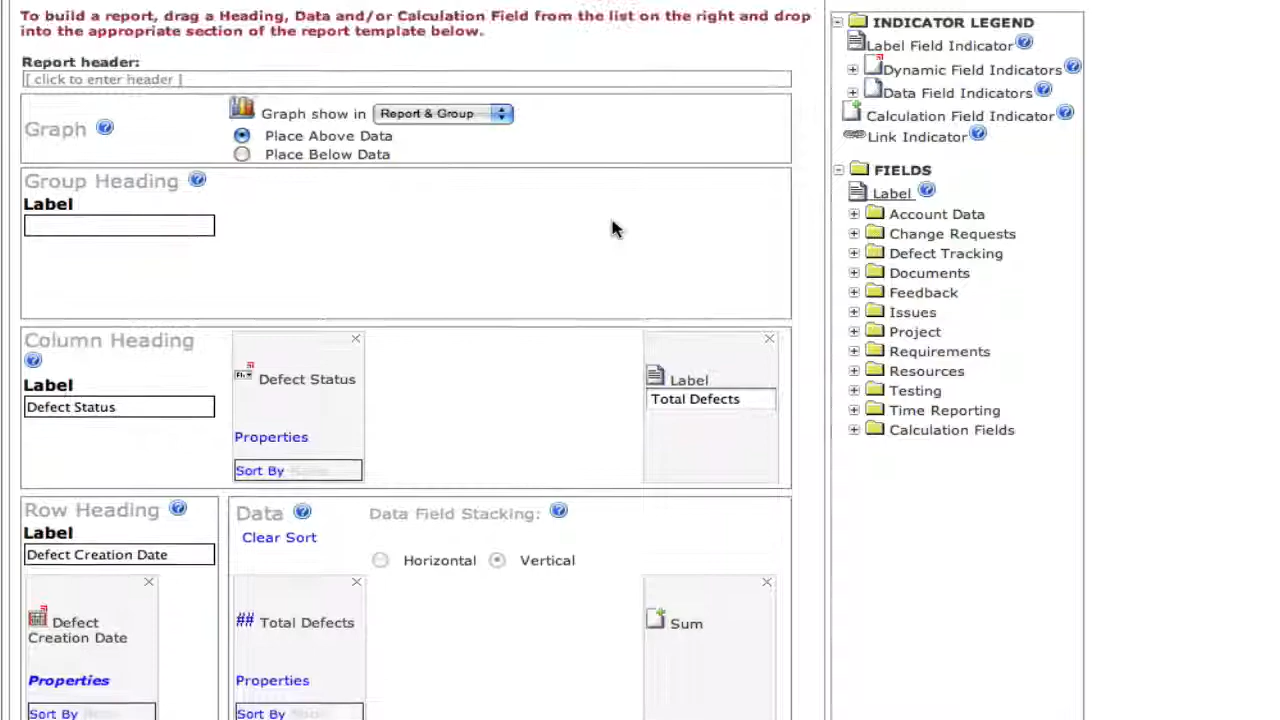 To build a report, drag a Heading, Data and/or Calculation Field from the list on the right and drop
into the appropriate section of the report template below.
Report header:
[ click to enter header ]
Graph
Graph show in Report & Group
Place Above Data
Place Below Data
Group Heading
Label
Column Heading
Label
Defect Status
Defect Status
Properties
Sort By
Label
Total Defects
Row Heading
Label
Defect Creation Date
Defect
Creation Date
Properties
Sort By
Data
Data Field Stacking:
Clear Sort
Horizontal
Vertical
## Total Defects
Properties
Sort By
Sum
INDICATOR LEGEND
Label Field Indicator
Dynamic Field Indicators
Data Field Indicators
Calculation Field Indicator
Link Indicator
FIELDS
Label
Account Data
Change Requests
Defect Tracking
Documents
Feedback
Issues
Project
Requirements
Resources
Testing
Time Reporting
Calculation Fields